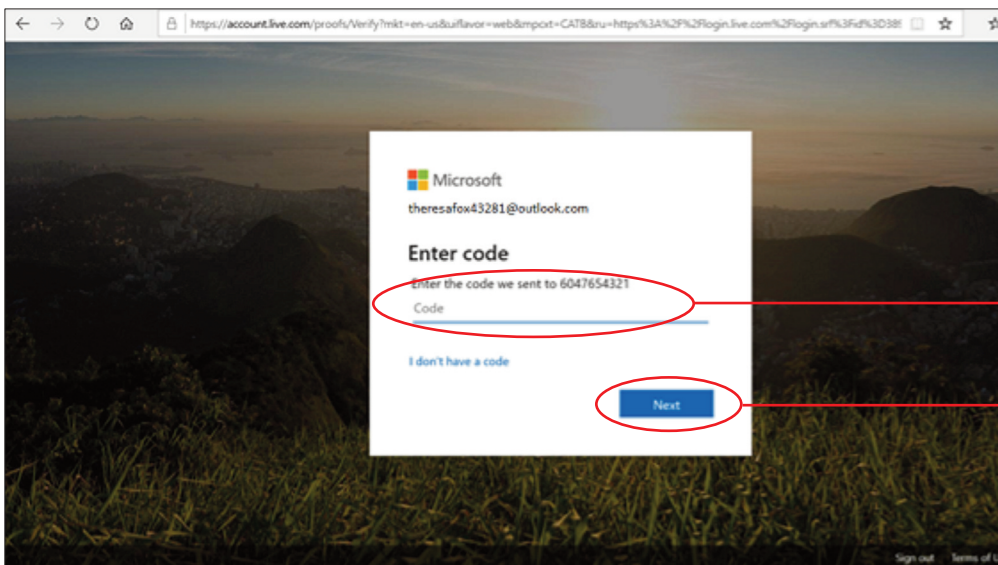 https://account.live.com/proofs/Verify?mkt=en-us&uiflavor=web&mpcxt=CATB&ru=https%3A%2F%2Flogin.live.com%2Flogin.srf%3Fid%3D38
Microsoft
theresafox43281@outlook.com
Enter code
Enter the code we sent to 6047654321
Code
I don't have a code
Next
Sign out Terms of U